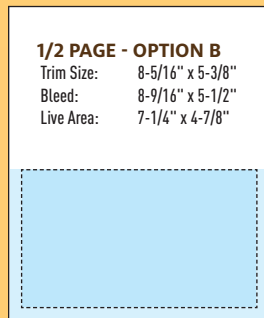 1/2 PAGE - OPTION B
Trim Size: 8-5/16" x 5-3/8"
Bleed: 8-9/16" x 5-1/2"
Live Area: 7-1/4" x 4-7/8"